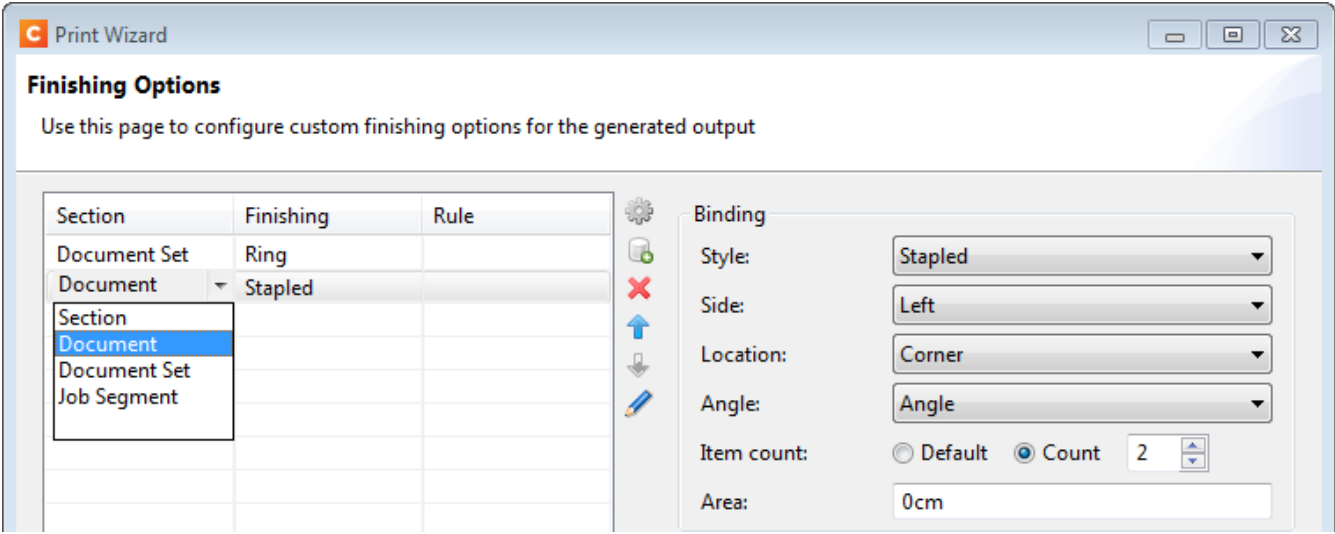 C Print Wizard
Finishing Options
Use this page to configure custom finishing options for the generated output
Section Finishing Rule
Document Set Ring
Document Stapled
Section
Document
Document Set
Job Segment
Binding
Style: Stapled
Side: Left
Location: Corner
Angle: Angle
Item count: Default Count 2
Area: 0cm